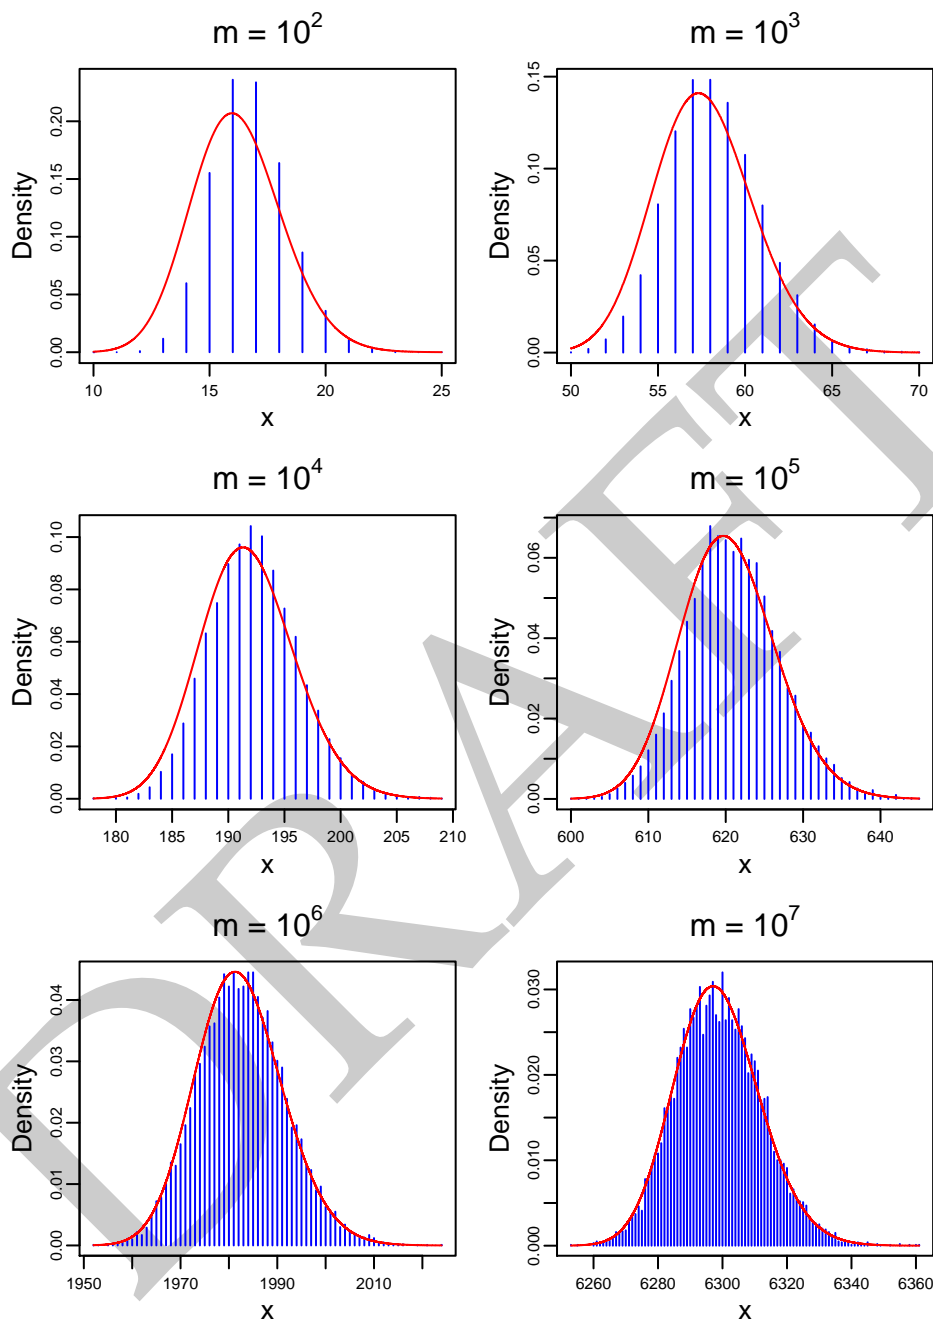 m = 10^2
Density
0.00 0.05 0.10 0.15 0.20
10 15 20 25
x
m = 10^3
Density
0.00 0.05 0.10 0.15
50 55 60 65 70
x
m = 10^4
Density
0.00 0.02 0.04 0.06 0.08 0.10
180 185 190 195 200 205 210
x
m = 10^5
Density
0.00 0.02 0.04 0.06
600 610 620 630 640
x
m = 10^6
Density
0.00 0.01 0.02 0.03 0.04
1950 1970 1990 2010
x
m = 10^7
Density
0.000 0.010 0.020 0.030
6260 6280 6300 6320 6340 6360
x
DRAFT